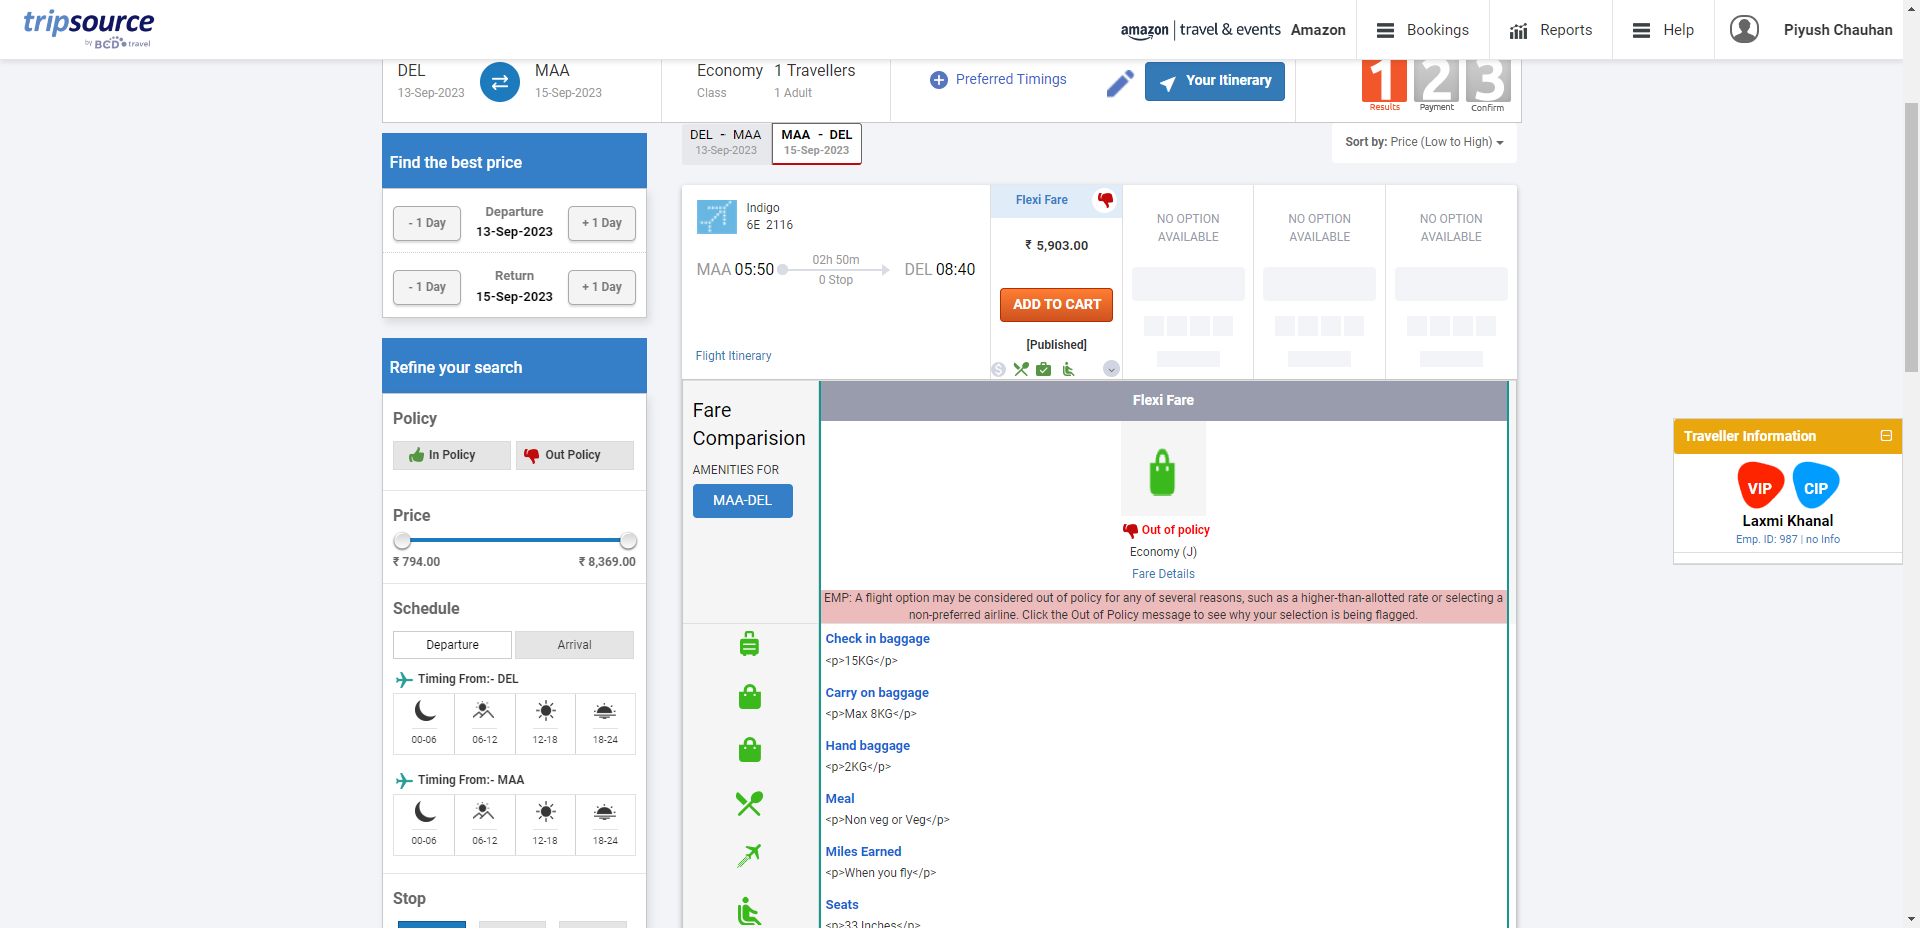 tripsource
by BCD travel
amazon | travel & events Amazon
Bookings
Reports
Help
Piyush Chauhan
DEL
13-Sep-2023
MAA
15-Sep-2023
Economy
Class
1 Travellers
1 Adult
Preferred Timings
Your Itinerary
1
Results
2
Payment
3
Confirm
DEL - MAA
13-Sep-2023
MAA - DEL
15-Sep-2023
Sort by: Price (Low to High)
Find the best price
- 1 Day
Departure
13-Sep-2023
+ 1 Day
- 1 Day
Return
15-Sep-2023
+ 1 Day
Refine your search
Policy
In Policy
Out Policy
Price
₹ 794.00
₹ 8,369.00
Schedule
Departure
Arrival
Timing From:- DEL
00-06
06-12
12-18
18-24
Timing From:- MAA
00-06
06-12
12-18
18-24
Stop
Indigo
6E 2116
MAA 05:50
02h 50m
0 Stop
DEL 08:40
Flight Itinerary
Flexi Fare
₹ 5,903.00
ADD TO CART
[Published]
NO OPTION
AVAILABLE
NO OPTION
AVAILABLE
NO OPTION
AVAILABLE
Fare
Comparision
AMENITIES FOR
MAA-DEL
Flexi Fare
Out of policy
Economy (J)
Fare Details
EMP: A flight option may be considered out of policy for any of several reasons, such as a higher-than-allotted rate or selecting a
non-preferred airline. Click the Out of Policy message to see why your selection is being flagged.
Check in baggage
<p>15KG</p>
Carry on baggage
<p>Max 8KG</p>
Hand baggage
<p>2KG</p>
Meal
<p>Non veg or Veg</p>
Miles Earned
<p>When you fly</p>
Seats
<p>33 Inches</p>
Traveller Information
VIP
CIP
Laxmi Khanal
Emp. ID: 987 | no Info